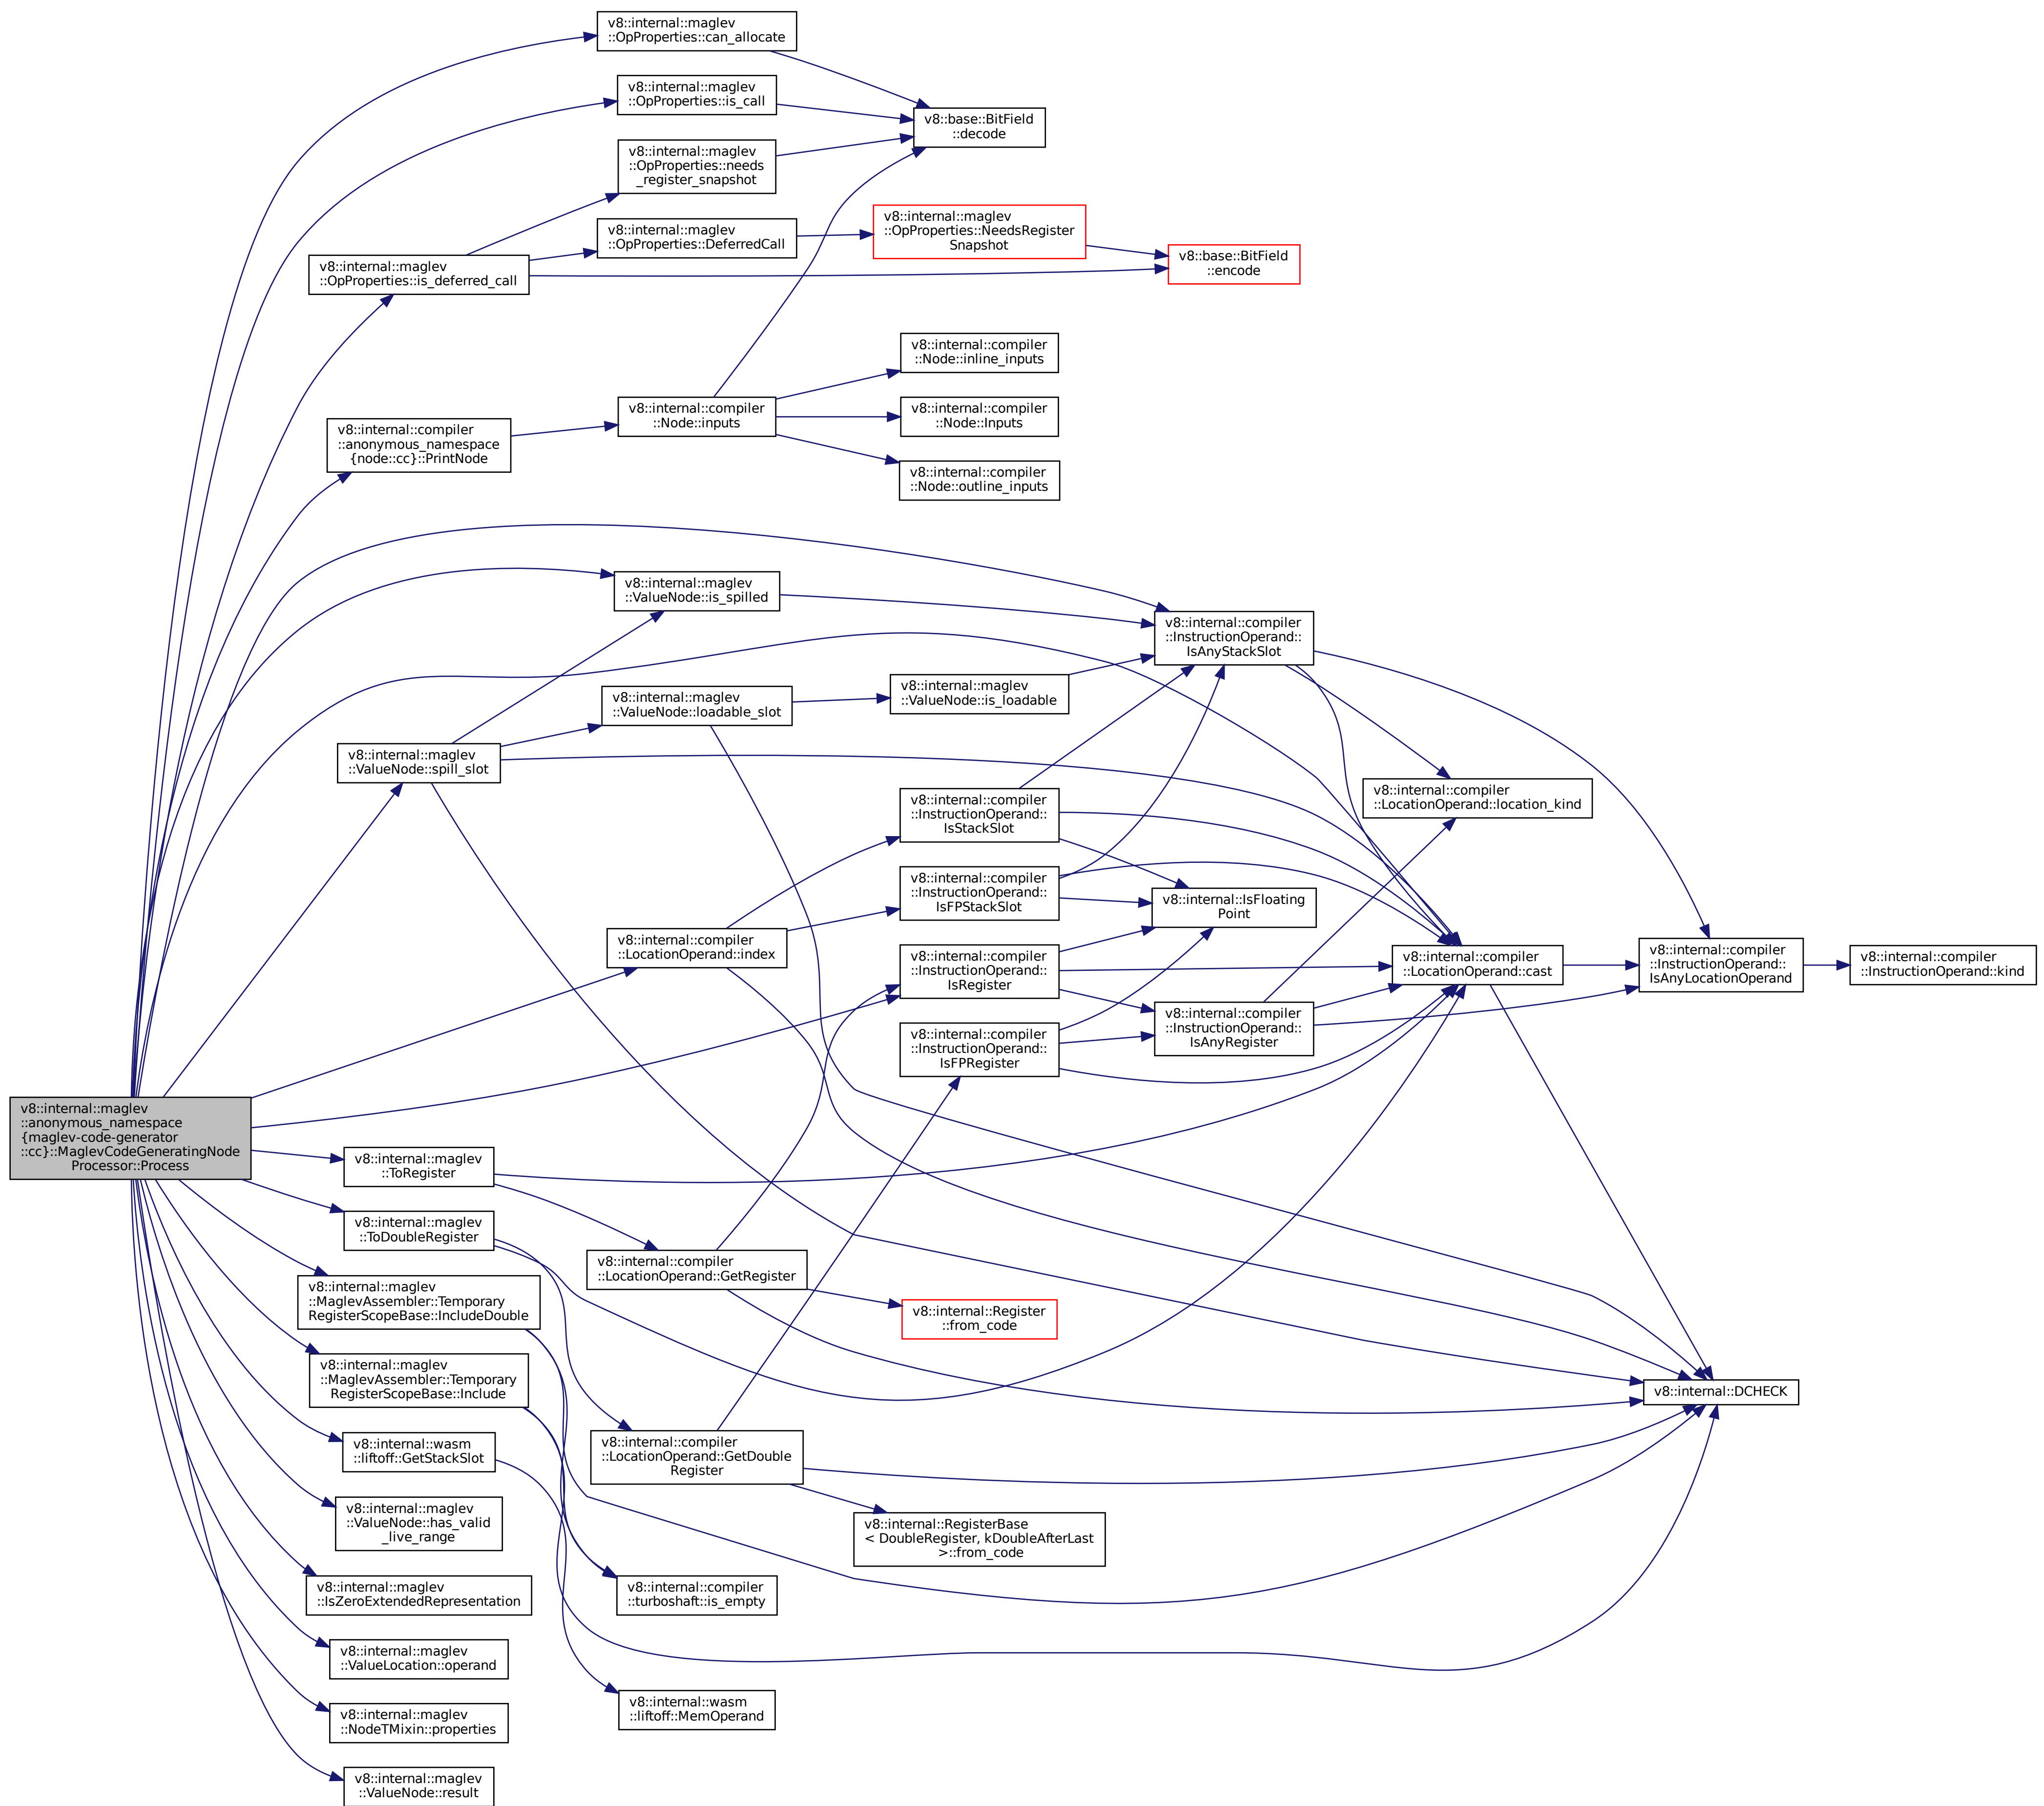 v8::internal::maglev
::OpProperties::can_allocate
v8::internal::maglev
::OpProperties::is_call
v8::base::BitField
::decode
v8::internal::maglev
::OpProperties::needs
_register_snapshot
v8::internal::maglev
::OpProperties::DeferredCall
v8::internal::maglev
::OpProperties::NeedsRegister
Snapshot
v8::base::BitField
::encode
v8::internal::maglev
::OpProperties::is_deferred_call
v8::internal::compiler
::Node::inline_inputs
v8::internal::compiler
::Node::inputs
v8::internal::compiler
::Node::Inputs
v8::internal::compiler
::anonymous_namespace
{node::cc}::PrintNode
v8::internal::compiler
::Node::outline_inputs
v8::internal::maglev
::ValueNode::is_spilled
v8::internal::compiler
::InstructionOperand::
IsAnyStackSlot
v8::internal::maglev
::ValueNode::loadable_slot
v8::internal::maglev
::ValueNode::is_loadable
v8::internal::maglev
::ValueNode::spill_slot
v8::internal::compiler
::LocationOperand::location_kind
v8::internal::compiler
::InstructionOperand::
IsStackSlot
v8::internal::compiler
::InstructionOperand::
IsFPStackSlot
v8::internal::IsFloating
Point
v8::internal::compiler
::LocationOperand::index
v8::internal::compiler
::InstructionOperand::
IsRegister
v8::internal::compiler
::LocationOperand::cast
v8::internal::compiler
::InstructionOperand::
IsAnyLocationOperand
v8::internal::compiler
::InstructionOperand::kind
v8::internal::compiler
::InstructionOperand::
IsAnyRegister
v8::internal::compiler
::InstructionOperand::
IsFPRegister
v8::internal::maglev
::anonymous_namespace
{maglev-code-generator
::cc}::MaglevCodeGeneratingNode
Processor::Process
v8::internal::maglev
::ToRegister
v8::internal::maglev
::ToDoubleRegister
v8::internal::compiler
::LocationOperand::GetRegister
v8::internal::Register
::from_code
v8::internal::maglev
::MaglevAssembler::Temporary
RegisterScopeBase::IncludeDouble
v8::internal::maglev
::MaglevAssembler::Temporary
RegisterScopeBase::Include
v8::internal::DCHECK
v8::internal::wasm
::liftoff::GetStackSlot
v8::internal::compiler
::LocationOperand::GetDouble
Register
v8::internal::maglev
::ValueNode::has_valid
_live_range
v8::internal::RegisterBase
< DoubleRegister, kDoubleAfterLast
>::from_code
v8::internal::maglev
::IsZeroExtendedRepresentation
v8::internal::compiler
::turboshaft::is_empty
v8::internal::maglev
::ValueLocation::operand
v8::internal::wasm
::liftoff::MemOperand
v8::internal::maglev
::NodeTMixin::properties
v8::internal::maglev
::ValueNode::result